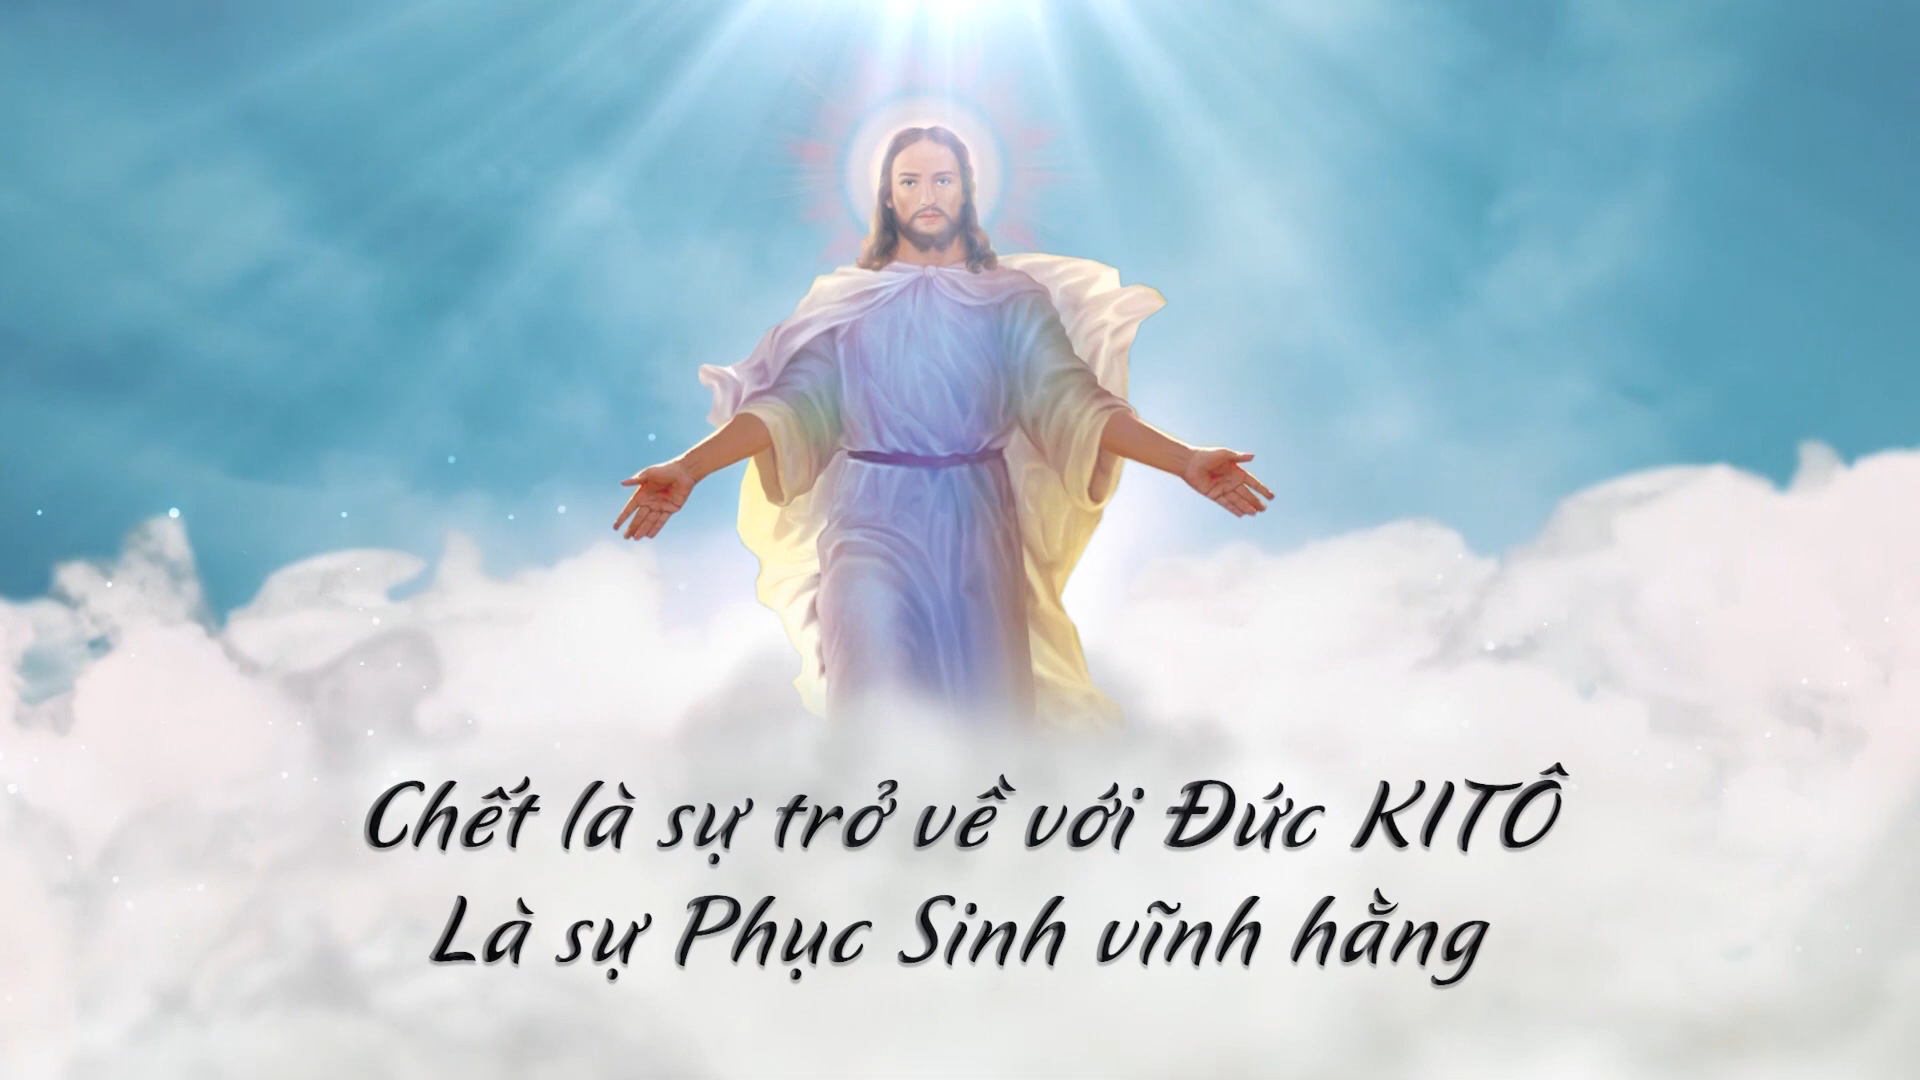 Chết là sự trở về với Đức KITÔ
Là sự Phục Sinh vĩnh hằng